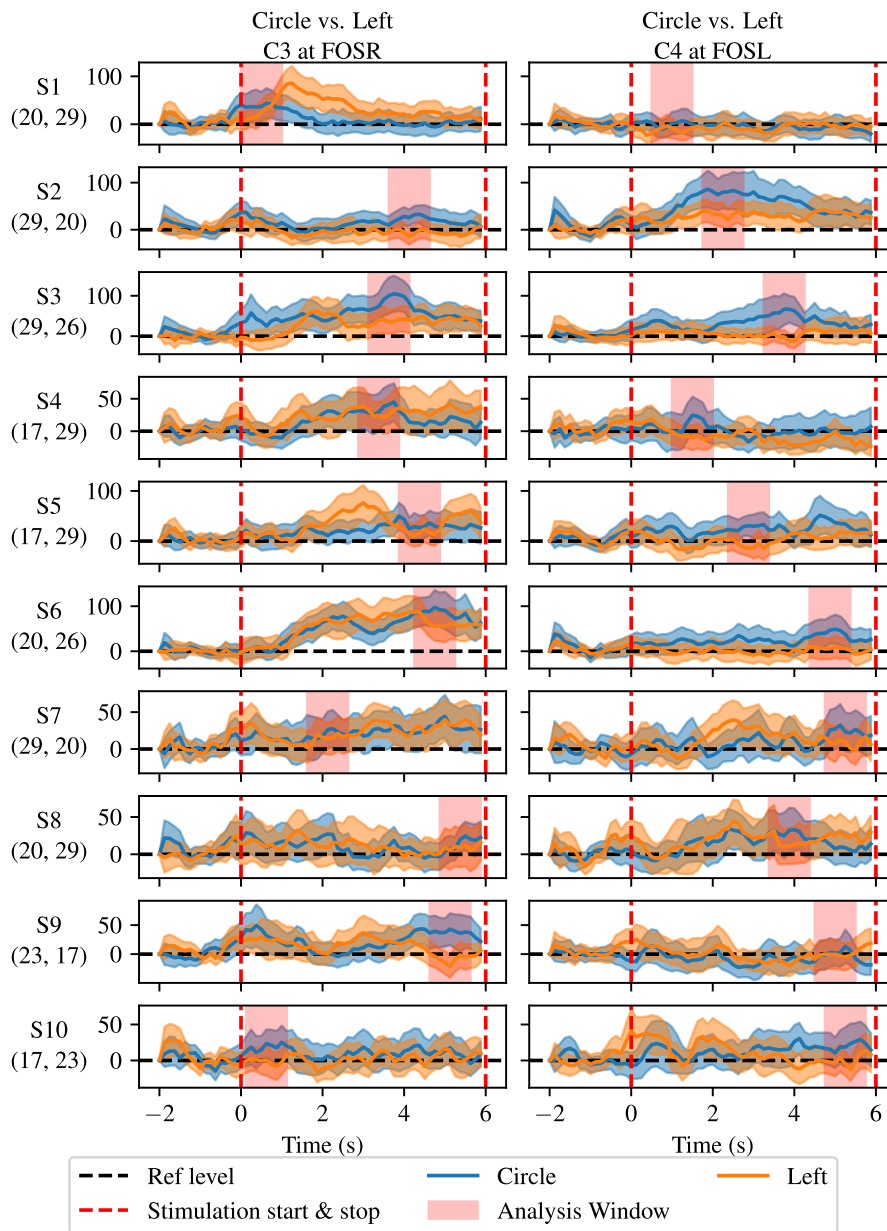 Circle vs. Left
C3 at FOSR
Circle vs. Left
C4 at FOSL
S1
(20, 29)
100
0
S2
(29, 20)
100
0
S3
(29, 26)
100
0
S4
(17, 29)
50
0
S5
(17, 29)
100
0
S6
(20, 26)
100
0
S7
(29, 20)
50
0
S8
(20, 29)
50
0
S9
(23, 17)
50
0
S10
(17, 23)
50
0
−2 0 2 4 6
−2 0 2 4 6
Time (s)
Time (s)
Ref level
Circle
Left
Stimulation start & stop
Analysis Window